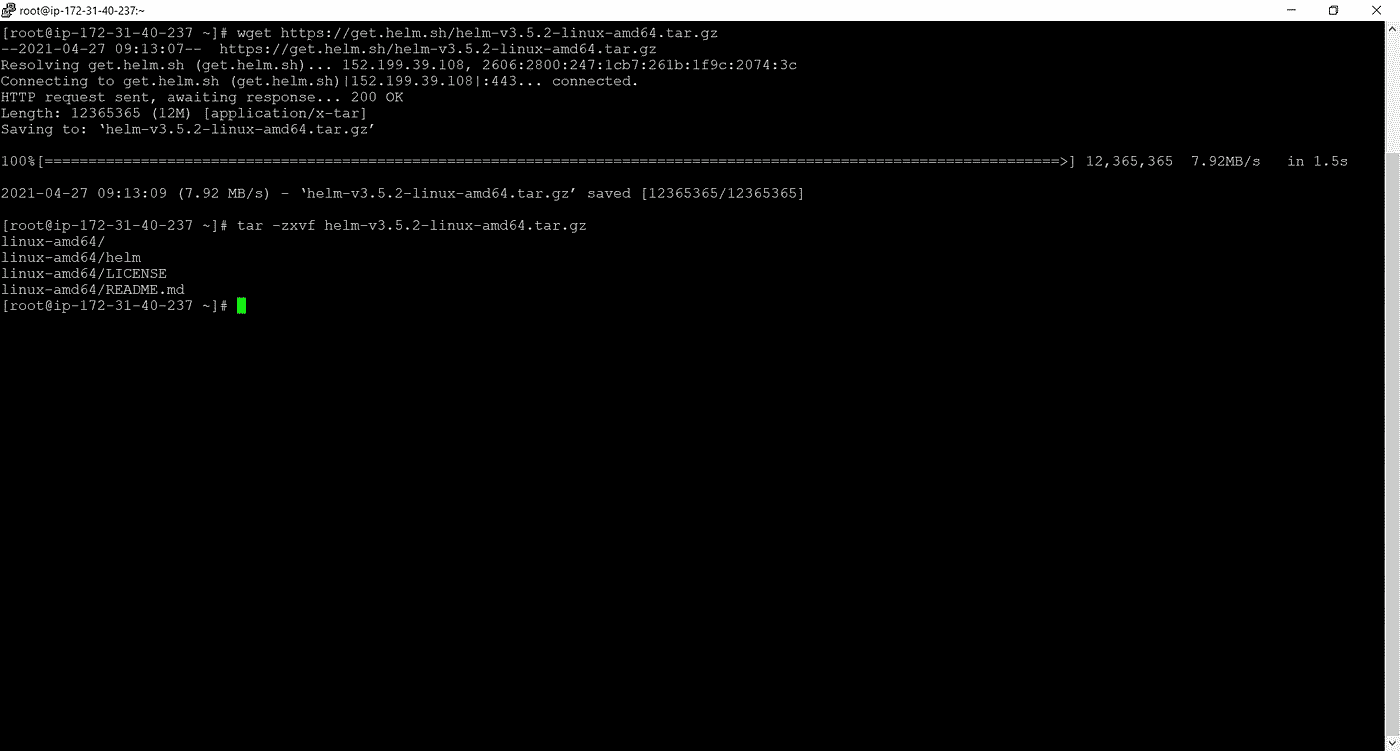 root@ip-172-31-40-237:~
[root@ip-172-31-40-237 ~]# wget https://get.helm.sh/helm-v3.5.2-linux-amd64.tar.gz
--2021-04-27 09:13:07--  https://get.helm.sh/helm-v3.5.2-linux-amd64.tar.gz
Resolving get.helm.sh (get.helm.sh)... 152.199.39.108, 2606:2800:247:1cb7:261b:1f9c:2074:3c
Connecting to get.helm.sh (get.helm.sh)|152.199.39.108|:443... connected.
HTTP request sent, awaiting response... 200 OK
Length: 12365365 (12M) [application/x-tar]
Saving to: ‘helm-v3.5.2-linux-amd64.tar.gz’
100%[====================================================================================================================>] 12,365,365  7.92MB/s   in 1.5s
2021-04-27 09:13:09 (7.92 MB/s) - ‘helm-v3.5.2-linux-amd64.tar.gz’ saved [12365365/12365365]
[root@ip-172-31-40-237 ~]# tar -zxvf helm-v3.5.2-linux-amd64.tar.gz
linux-amd64/
linux-amd64/helm
linux-amd64/LICENSE
linux-amd64/README.md
[root@ip-172-31-40-237 ~]#